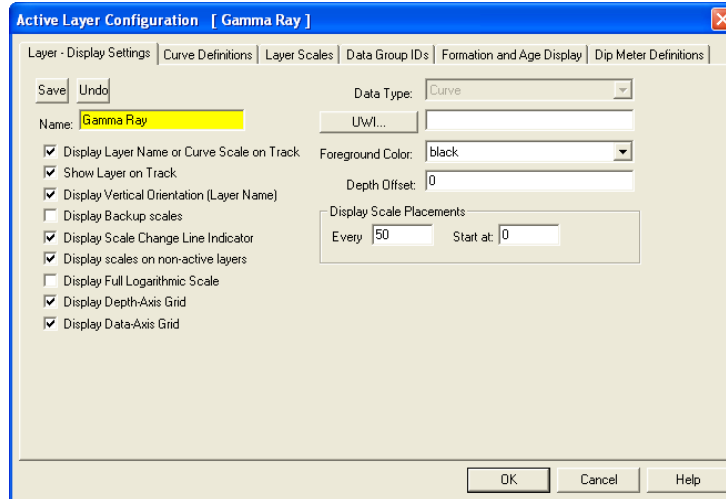 Active Layer Configuration [ Gamma Ray ]
Layer - Display Settings Curve Definitions Layer Scales Data Group IDs Formation and Age Display Dip Meter Definitions
Save Undo
Name: Gamma Ray
Display Layer Name or Curve Scale on Track
Show Layer on Track
Display Vertical Orientation (Layer Name)
Display Backup scales
Display Scale Change Line Indicator
Display scales on non-active layers
Display Full Logarithmic Scale
Display Depth-Axis Grid
Display Data-Axis Grid
Data Type: Curve
UWI...
Foreground Color: black
Depth Offset: 0
Display Scale Placements
Every 50 Start at: 0
OK Cancel Help